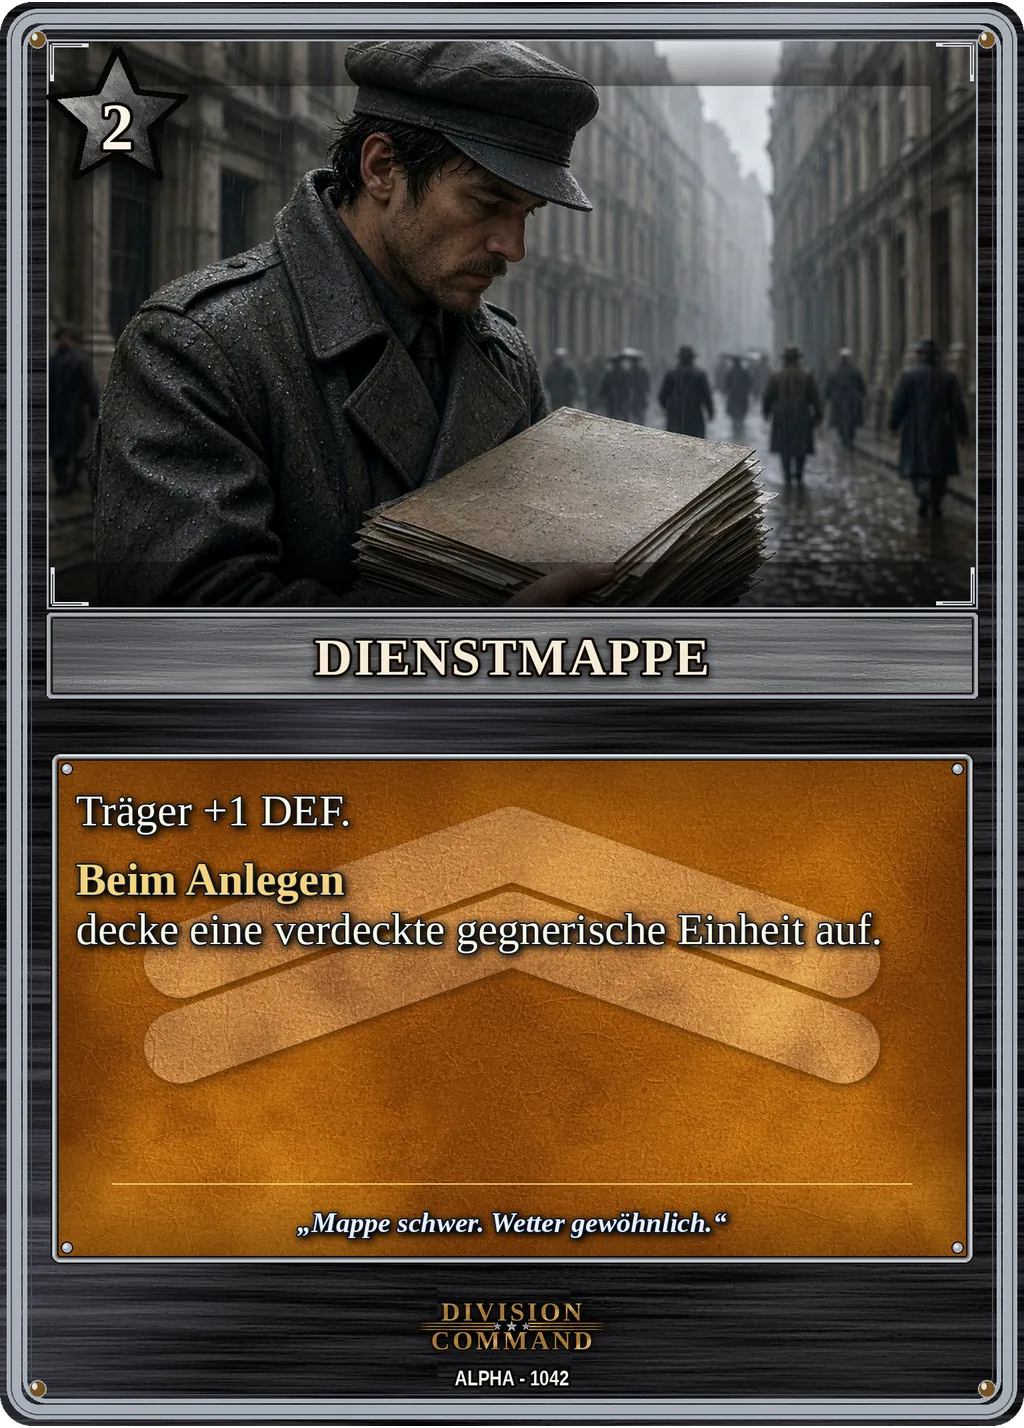 2
DIENSTMAPPE
Träger +1 DEF.
Beim Anlegen
decke eine verdeckte gegnerische Einheit auf.
„Mappe schwer. Wetter gewöhnlich.“
DIVISION
COMMAND
ALPHA - 1042